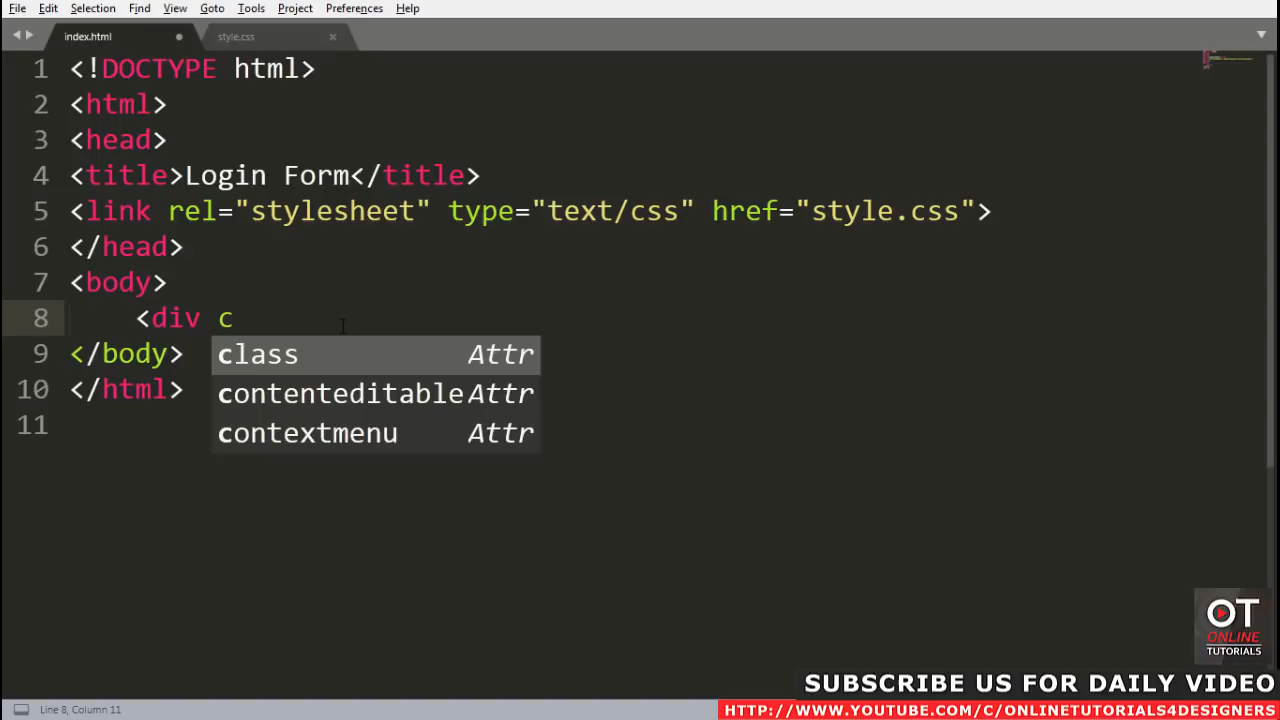 File Edit Selection Find View Goto Tools Project Preferences Help
index.html style.css
1 <!DOCTYPE html>
2 <html>
3 <head>
4 <title>Login Form</title>
5 <link rel="stylesheet" type="text/css" href="style.css">
6 </head>
7 <body>
8 <div c
9 </body> class Attr
10 </html> contenteditable Attr
11 contextmenu Attr
OT
ONLINE
TUTORIALS
SUBSCRIBE US FOR DAILY VIDEO
Line 8, Column 11 HTTP://WWW.YOUTUBE.COM/C/ONLINETUTORIALS4DESIGNERS